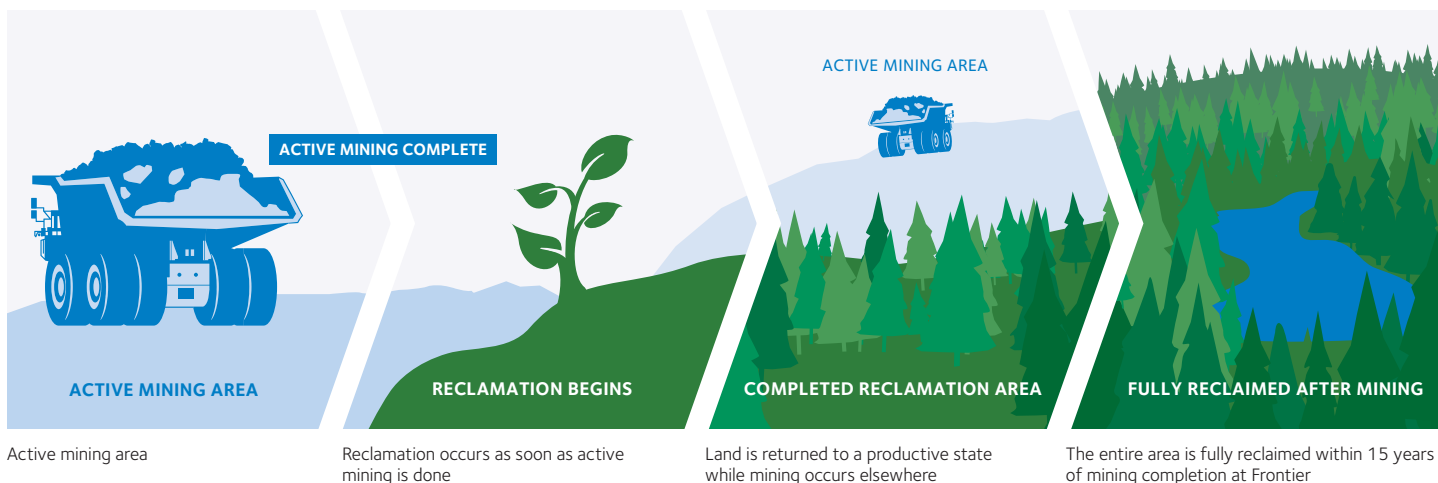 ACTIVE MINING AREA
ACTIVE MINING COMPLETE
ACTIVE MINING AREA
RECLAMATION BEGINS
COMPLETED RECLAMATION AREA
FULLY RECLAIMED AFTER MINING
Active mining area
Reclamation occurs as soon as active
mining is done
Land is returned to a productive state
while mining occurs elsewhere
The entire area is fully reclaimed within 15 years
of mining completion at Frontier